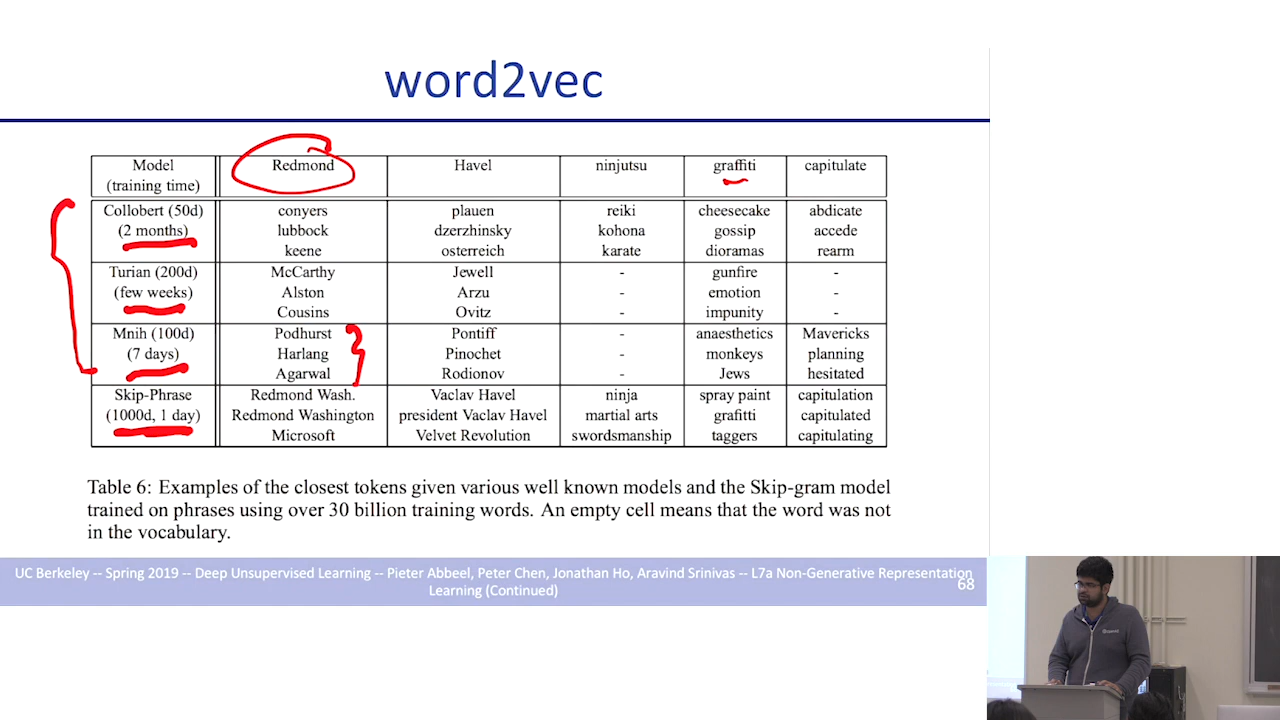 word2vec
Model Redmond Havel ninjutsu graffiti capitulate
(training time)
Collobert (50d) conyers plauen reiki cheesecake abdicate
(2 months) lubbock dzerzhinsky kohona gossip accede
keene osterreich karate dioramas rearm
Turian (200d) McCarthy Jewell - gunfire -
(few weeks) Alston Arzu - emotion -
Cousins Ovitz - impunity -
Mnih (100d) Podhurst Pontiff - anaesthetics Mavericks
(7 days) Harlang Pinochet - monkeys planning
Agarwal Rodionov - Jews hesitated
Skip-Phrase Redmond Wash. Vaclav Havel ninja spray paint capitulation
(1000d, 1 day) Redmond Washington president Vaclav Havel martial arts grafitti capitulated
Microsoft Velvet Revolution swordsmanship taggers capitulating
Table 6: Examples of the closest tokens given various well known models and the Skip-gram model
trained on phrases using over 30 billion training words. An empty cell means that the word was not
in the vocabulary.
UC Berkeley -- Spring 2019 -- Deep Unsupervised Learning -- Pieter Abbeel, Peter Chen, Jonathan Ho, Aravind Srinivas -- L7a Non-Generative Representation
Learning (Continued)
68